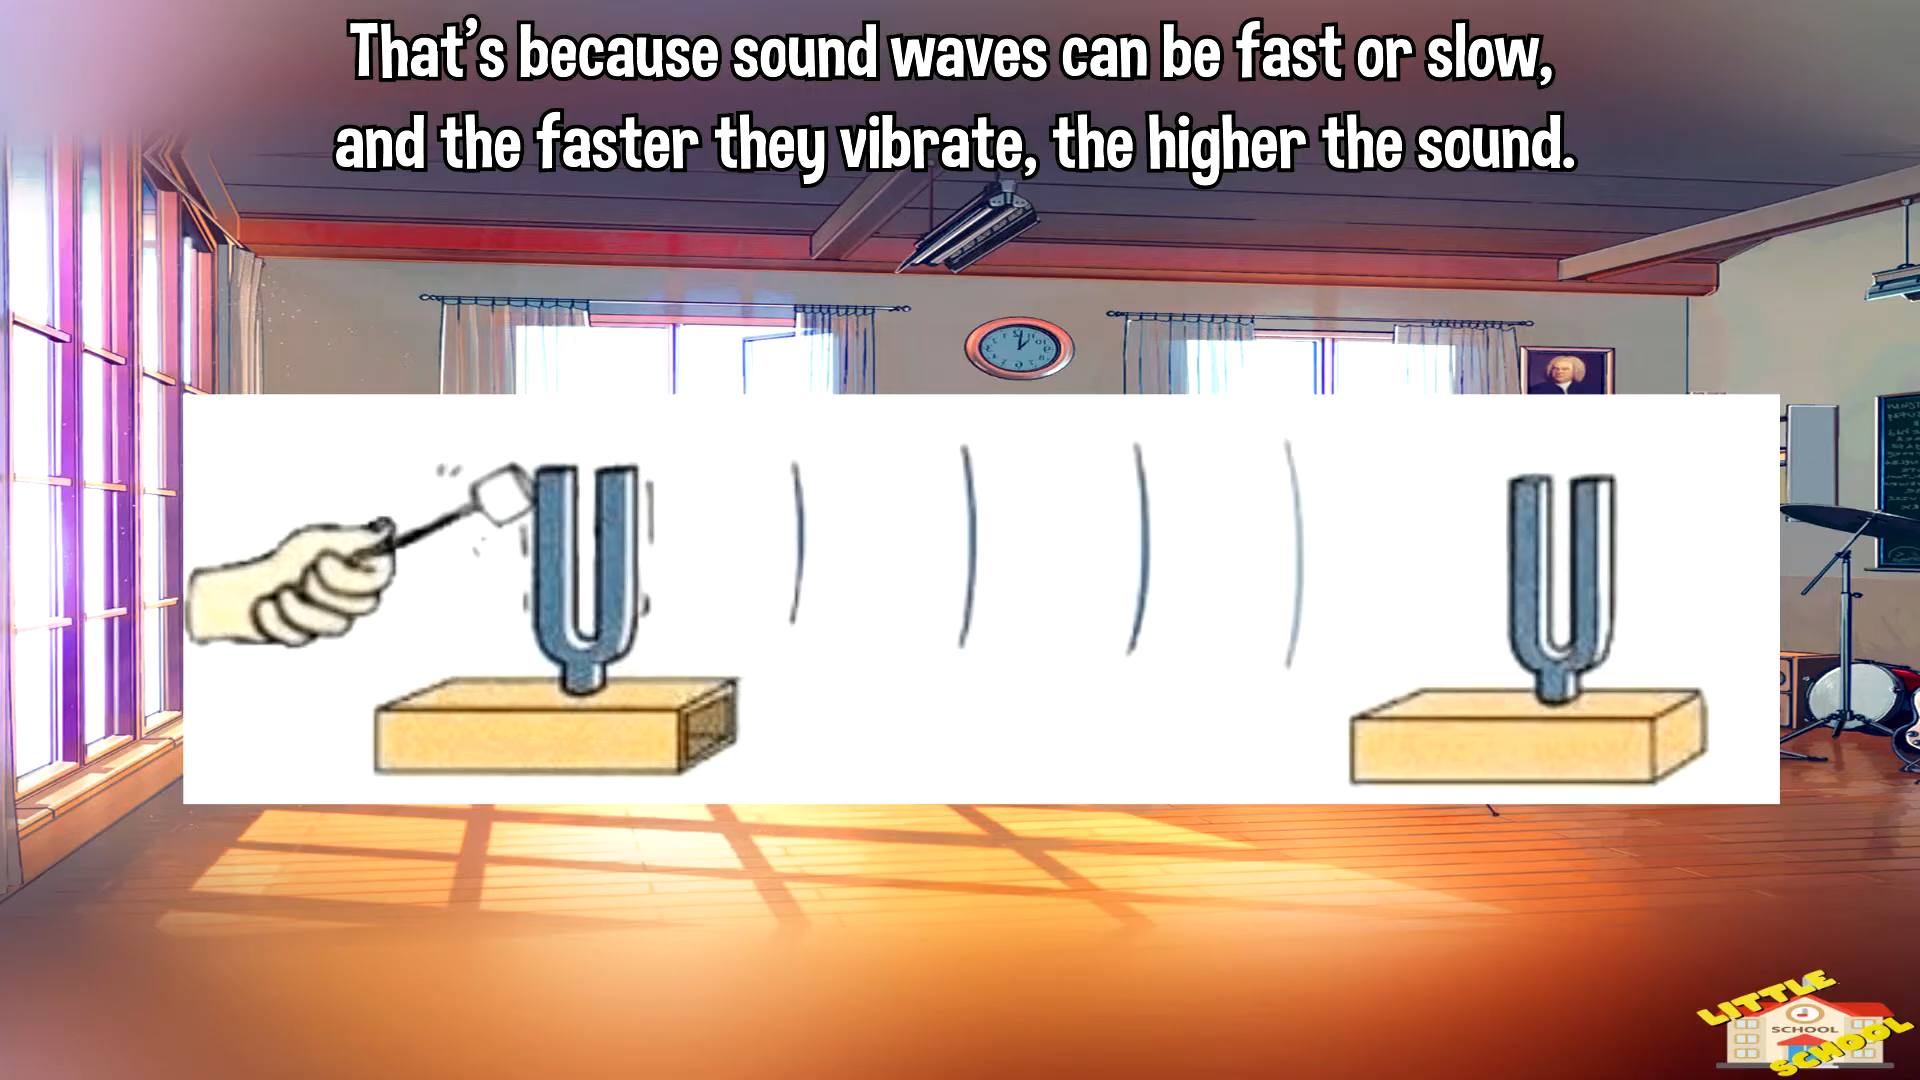 That's because sound waves can be fast or slow,
and the faster they vibrate, the higher the sound.
LITTLE
SCHOOL
SCHOOL